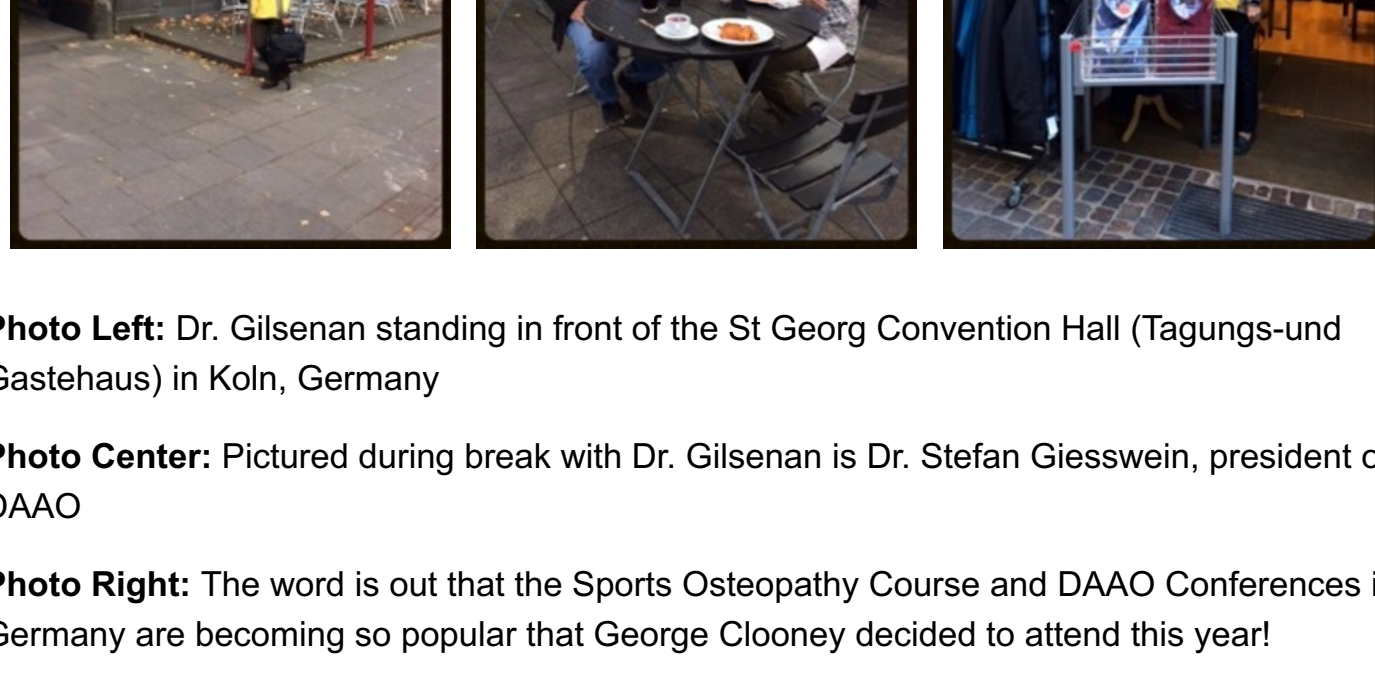 Photo Left: Dr. Gilsenan standing in front of the St Georg Convention Hall (Tagungs-und
Gastehaus) in Koln, Germany
Photo Center: Pictured during break with Dr. Gilsenan is Dr. Stefan Giesswein, president
DAAO
Photo Right: The word is out that the Sports Osteopathy Course and DAAO Conferences
Germany are becoming so popular that George Clooney decided to attend this year!